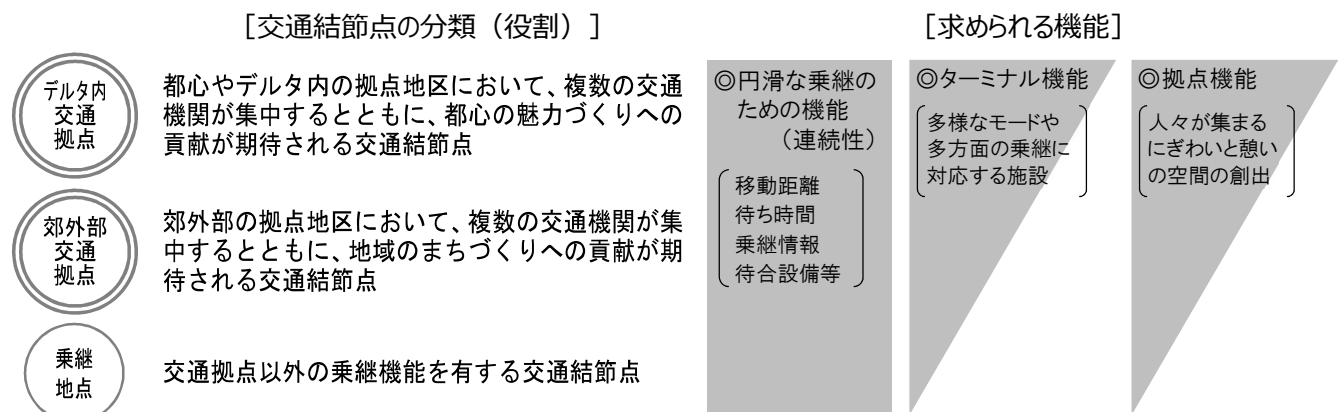 [交通結節点の分類（役割）]
[求められる機能]
デルタ内
交通
拠点
都心やデルタ内の拠点地区において、複数の交通
機関が集中するとともに、都心の魅力づくりへの
貢献が期待される交通結節点
郊外部
交通
拠点
郊外部の拠点地区において、複数の交通機関が集
中するとともに、地域のまちづくりへの貢献が期
待される交通結節点
乗継
地点
交通拠点以外の乗継機能を有する交通結節点
◎円滑な乗継の
ための機能
（連続性）
移動距離
待ち時間
乗継情報
待合設備等
◎ターミナル機能
多様なモードや
多方面の乗継に
対応する施設
◎拠点機能
人々が集まる
にぎわいと憩い
の空間の創出